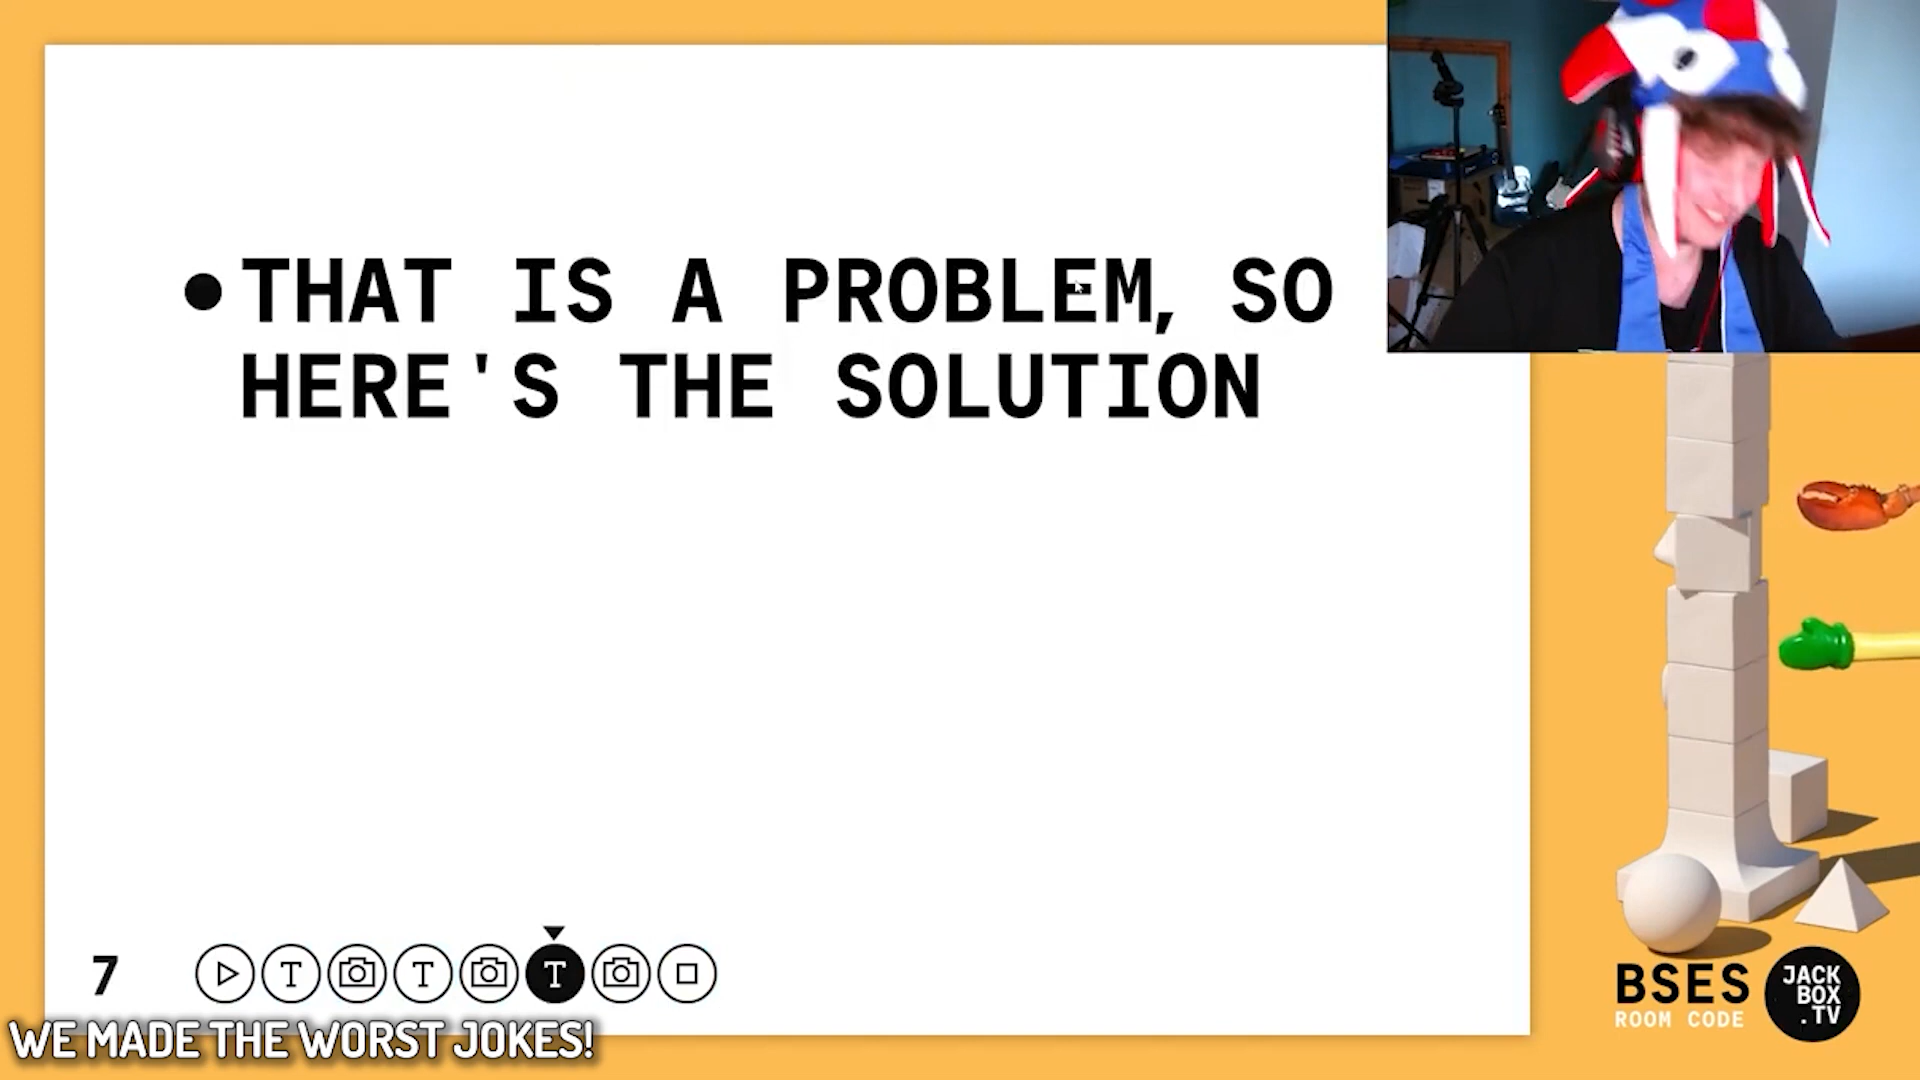 ● THAT IS A PROBLEM, SO
HERE'S THE SOLUTION
7
T
T
T
BSES
ROOM CODE
JACK
BOX
.TV
WE MADE THE WORST JOKES!